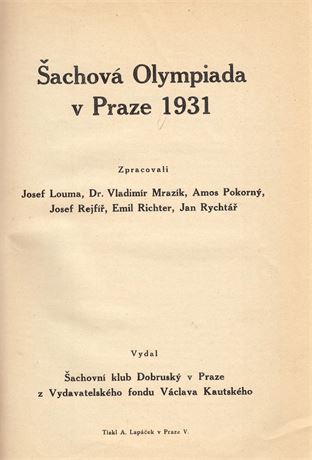 Šachová Olympiada
v Praze 1931
Zpracovali
Josef Louma, Dr. Vladimír Mrazík, Amos Pokorný,
Josef Rejfíř, Emil Richter, Jan Rychtář
Vydal
Šachovní klub Dobruský v Praze
z Vydavatelského fondu Václava Kautského
Tiskl A. Lapáček v Praze V.